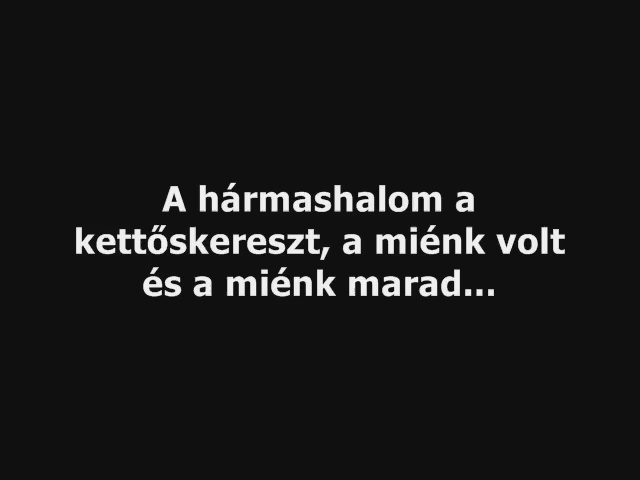 A hármashalom a
kettőskereszt, a miénk volt
és a miénk marad...